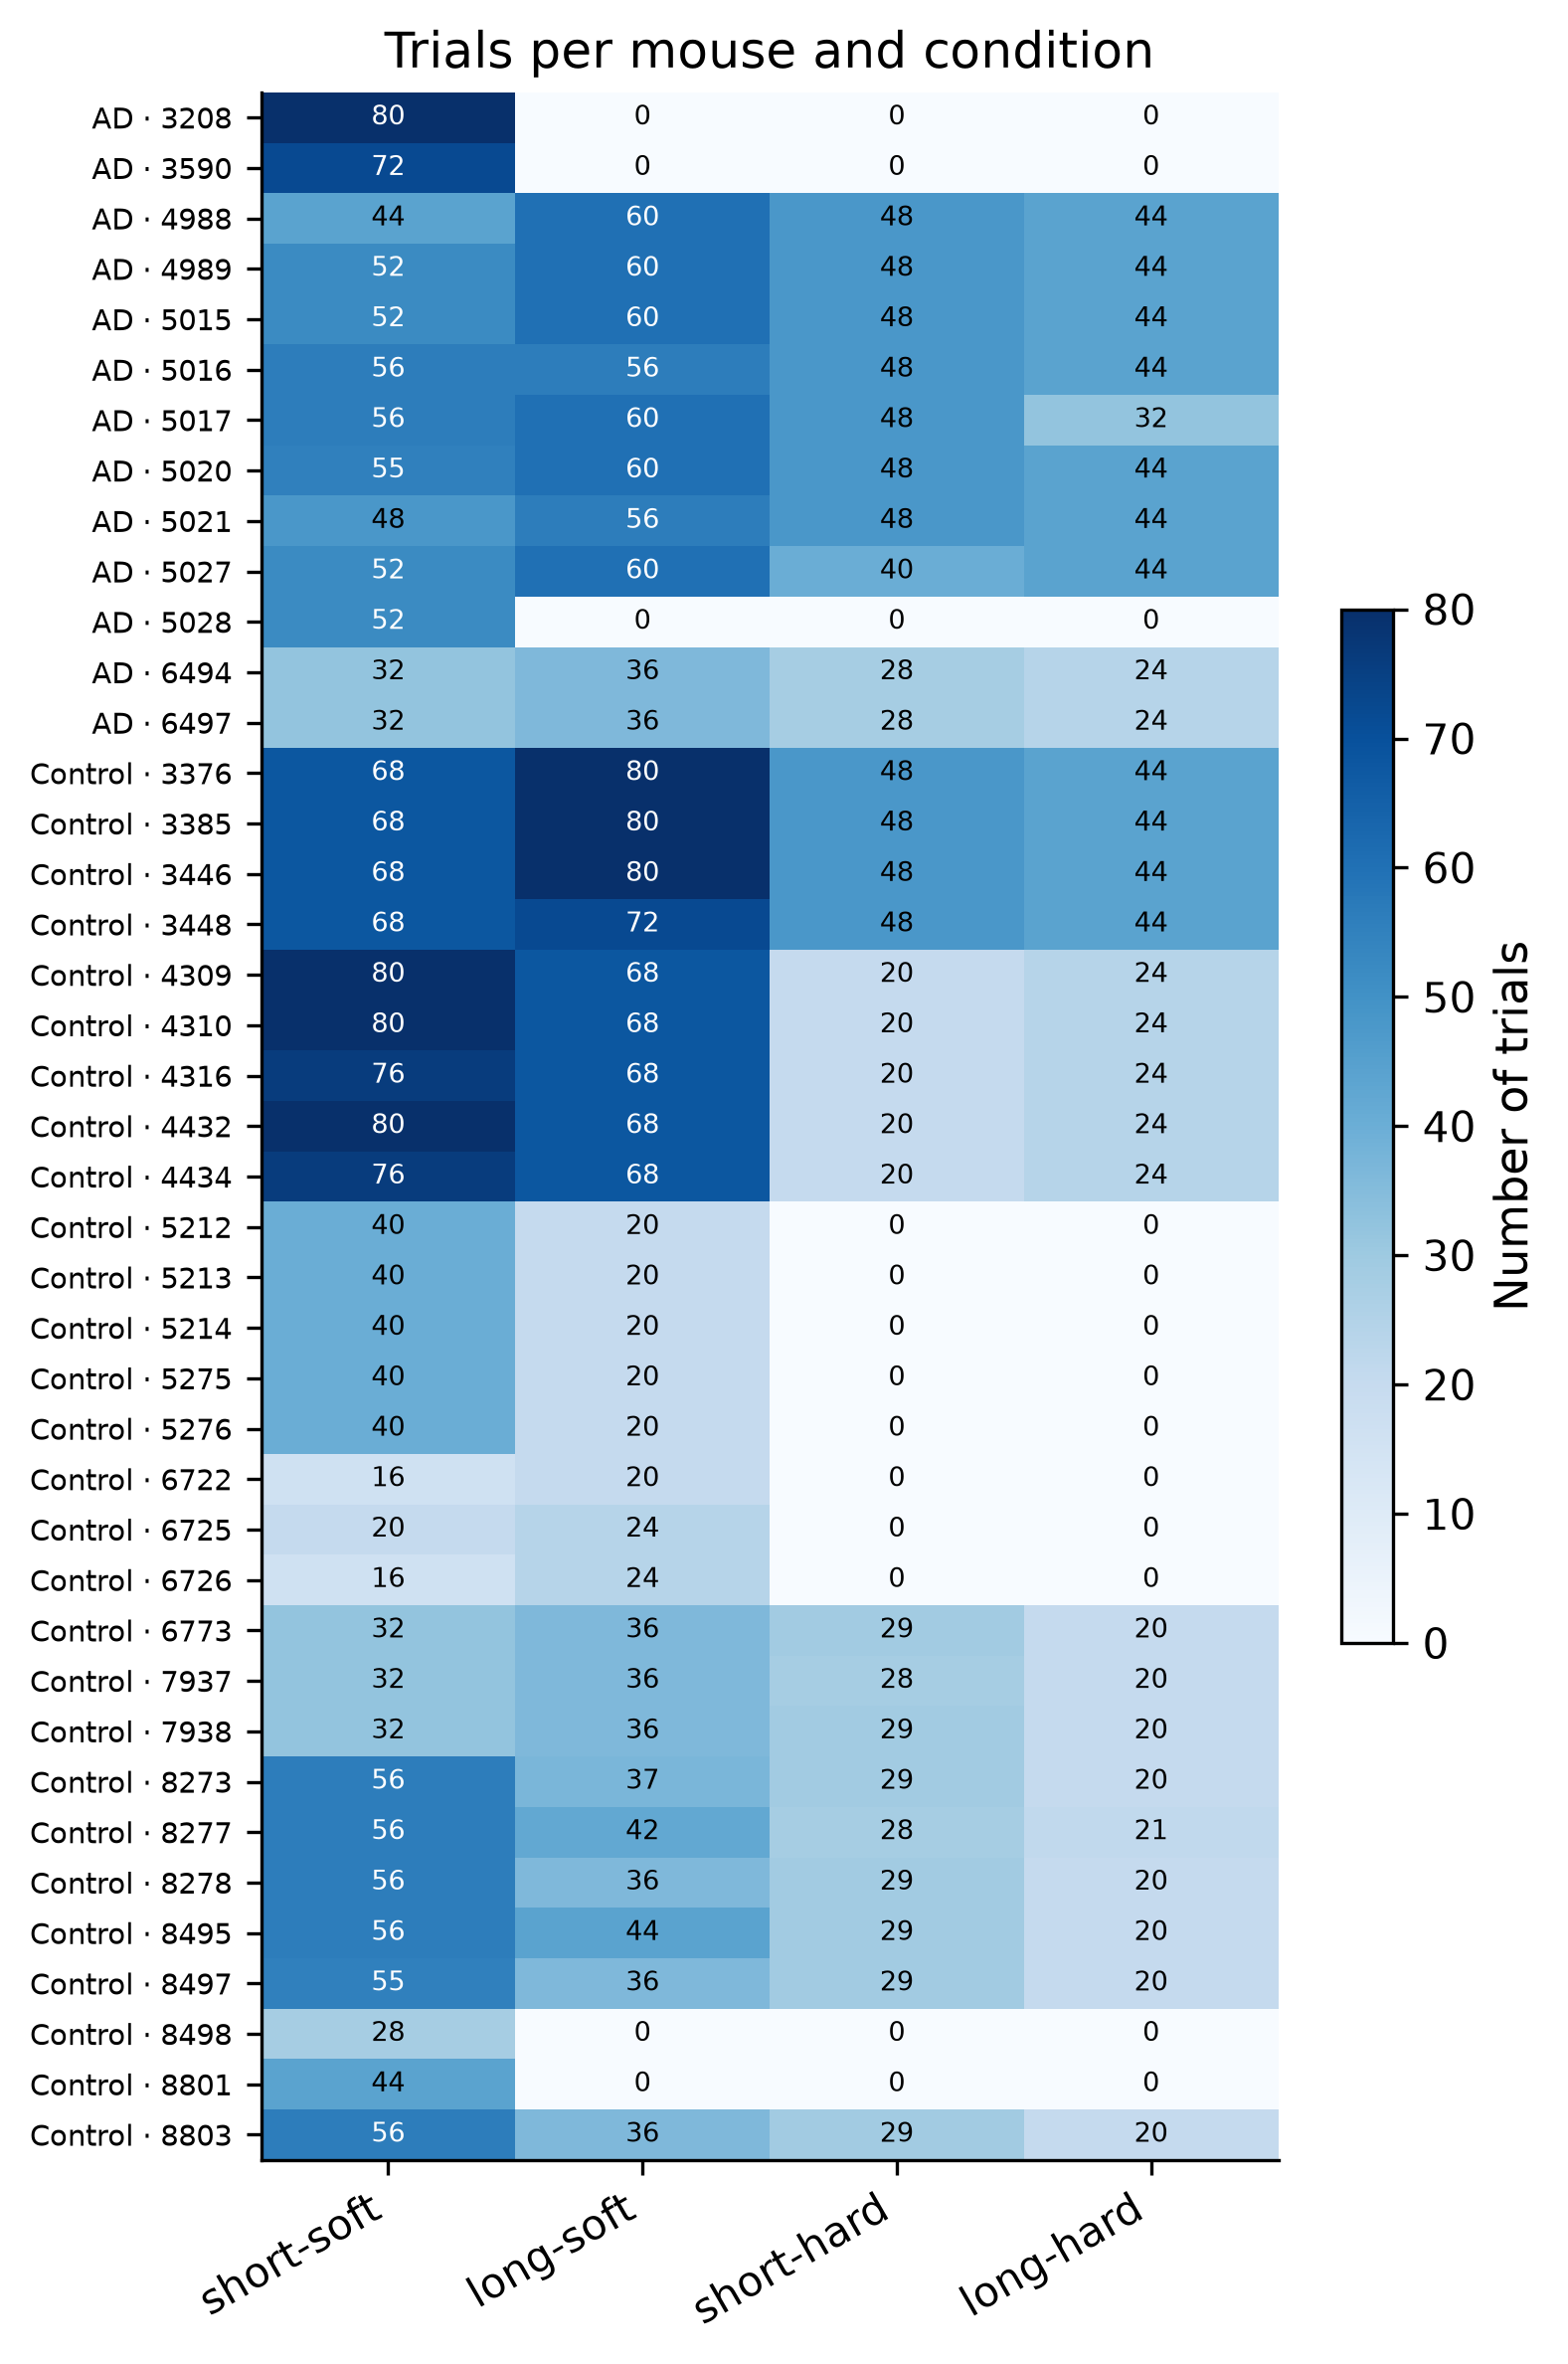 Trials per mouse and condition
AD · 3208 80 0 0 0
AD · 3590 72 0 0 0
AD · 4988 44 60 48 44
AD · 4989 52 60 48 44
AD · 5015 52 60 48 44
AD · 5016 56 56 48 44
AD · 5017 56 60 48 32
AD · 5020 55 60 48 44
AD · 5021 48 56 48 44
AD · 5027 52 60 40 44
AD · 5028 52 0 0 0
AD · 6494 32 36 28 24
AD · 6497 32 36 28 24
Control · 3376 68 80 48 44
Control · 3385 68 80 48 44
Control · 3446 68 80 48 44
Control · 3448 68 72 48 44
Control · 4309 80 68 20 24
Control · 4310 80 68 20 24
Control · 4316 76 68 20 24
Control · 4432 80 68 20 24
Control · 4434 76 68 20 24
Control · 5212 40 20 0 0
Control · 5213 40 20 0 0
Control · 5214 40 20 0 0
Control · 5275 40 20 0 0
Control · 5276 40 20 0 0
Control · 6722 16 20 0 0
Control · 6725 20 24 0 0
Control · 6726 16 24 0 0
Control · 6773 32 36 29 20
Control · 7937 32 36 28 20
Control · 7938 32 36 29 20
Control · 8273 56 37 29 20
Control · 8277 56 42 28 21
Control · 8278 56 36 29 20
Control · 8495 56 44 29 20
Control · 8497 55 36 29 20
Control · 8498 28 0 0 0
Control · 8801 44 0 0 0
Control · 8803 56 36 29 20
short-soft long-soft short-hard long-hard
80
70
60
50
40
30
20
10
0
Number of trials